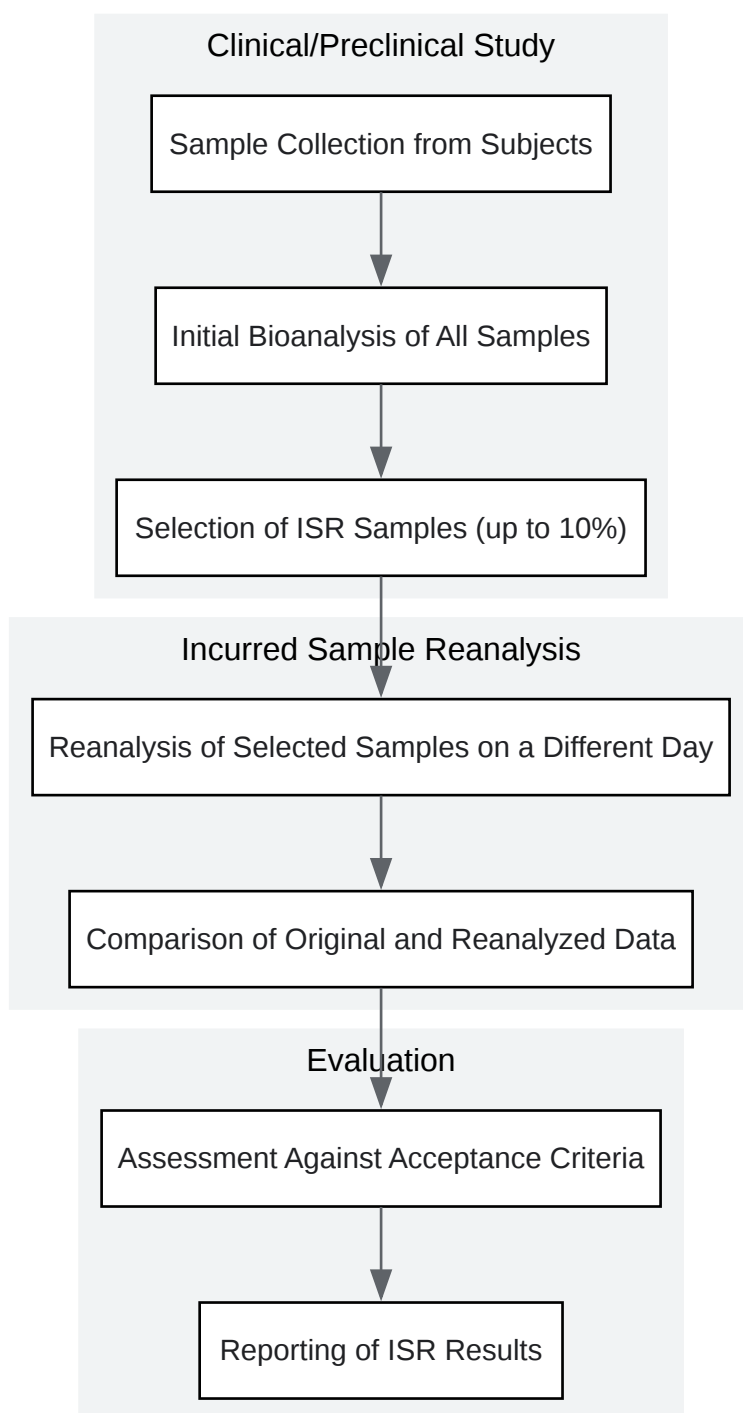 Clinical/Preclinical Study
Sample Collection from Subjects
Initial Bioanalysis of All Samples
Selection of ISR Samples (up to 10%)
Incurred Sample Reanalysis
Reanalysis of Selected Samples on a Different Day
Comparison of Original and Reanalyzed Data
Evaluation
Assessment Against Acceptance Criteria
Reporting of ISR Results